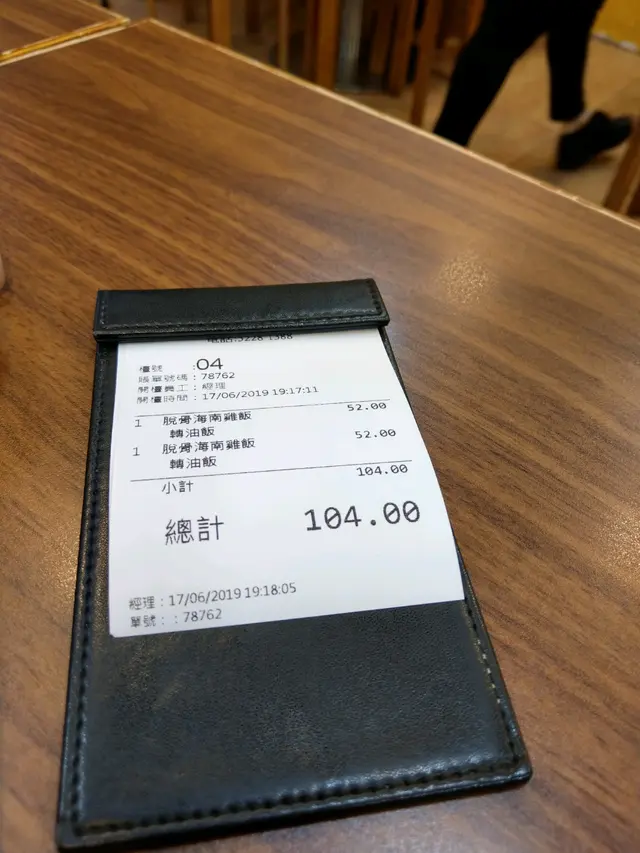 檯號 :04
賬單號碼 : 78762
開檯員工 : 經理
開檯時間 : 17/06/2019 19:17:11
1 脫骨海南雞飯 52.00
轉油飯
1 脫骨海南雞飯 52.00
轉油飯
小計 104.00
總計 104.00
經理 : 17/06/2019 19:18:05
單號 : : 78762